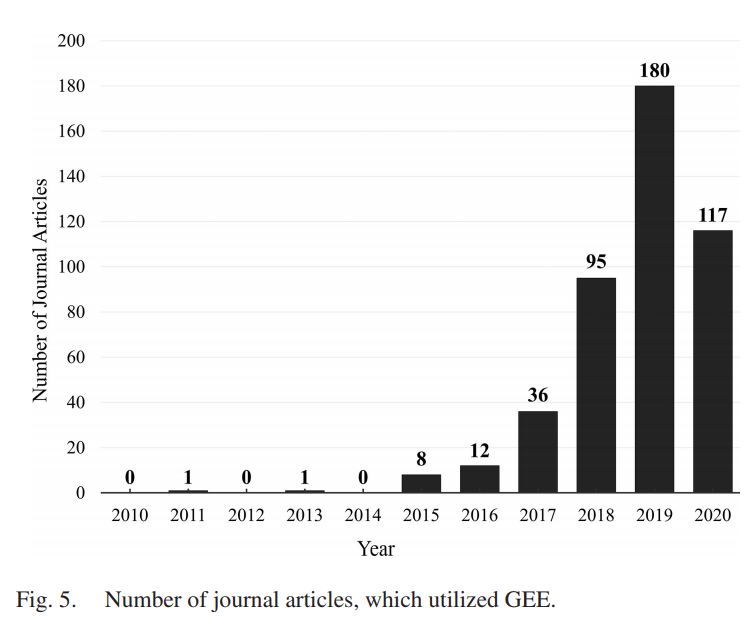 200
180
160
140
120
100
80
60
40
20
0
Number of Journal Articles
0 1 0 1 0 8 12 36 95 180 117
2010 2011 2012 2013 2014 2015 2016 2017 2018 2019 2020
Year
Fig. 5. Number of journal articles, which utilized GEE.